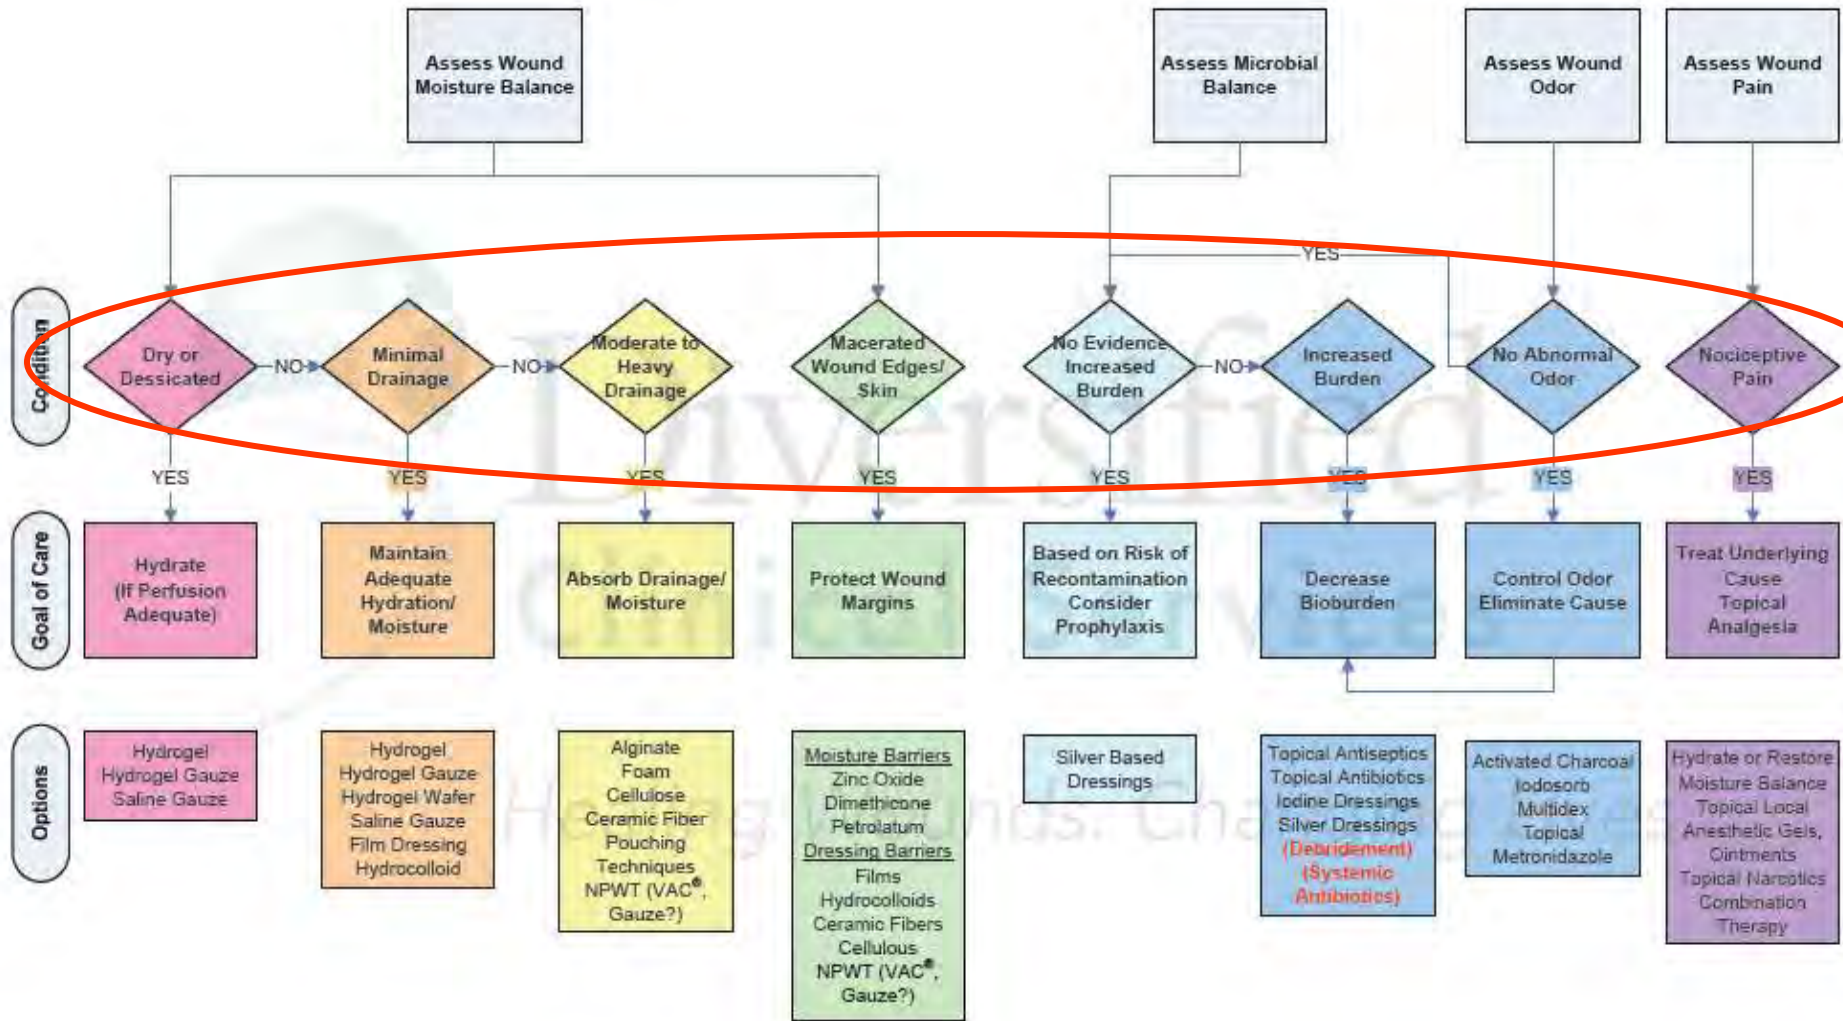 Assess Wound
Moisture Balance
Assess Microbial
Balance
Assess Wound
Odor
Assess Wound
Pain
YES
Condition
Dry or
Dessicated
NO
Minimal
Drainage
NO
Moderate to
Heavy
Drainage
Macerated
Wound Edges/
Skin
No Evidence
Increased
Burden
NO
Increased
Burden
No Abnormal
Odor
Nociceptive
Pain
YES
YES
YES
YES
YES
YES
YES
YES
Goal of Care
Hydrate
(If Perfusion
Adequate)
Maintain
Adequate
Hydration/
Moisture
Absorb Drainage/
Moisture
Protect Wound
Margins
Based on Risk of
Recontamination
Consider
Prophylaxis
Decrease
Bioburden
Control Odor
Eliminate Cause
Treat Underlying
Cause
Topical
Analgesia
Options
Hydrogel
Hydrogel Gauze
Saline Gauze
Hydrogel
Hydrogel Gauze
Hydrogel Wafer
Saline Gauze
Film Dressing
Hydrocolloid
Alginate
Foam
Cellulose
Ceramic Fiber
Pouching
Techniques
NPWT (VAC®,
Gauze?)
Moisture Barriers
Zinc Oxide
Dimethicone
Petrolatum
Dressing Barriers
Films
Hydrocolloids
Ceramic Fibers
Cellulous
NPWT (VAC®,
Gauze?)
Silver Based
Dressings
Topical Antiseptics
Topical Antibiotics
Iodine Dressings
Silver Dressings
(Debridement)
(Systemic
Antibiotics)
Activated Charcoal
Iodosorb
Multidex
Topical
Metronidazole
Hydrate or Restore
Moisture Balance
Topical Local
Anesthetic Gels,
Ointments
Topical Narcotics
Combination
Therapy
Diversified